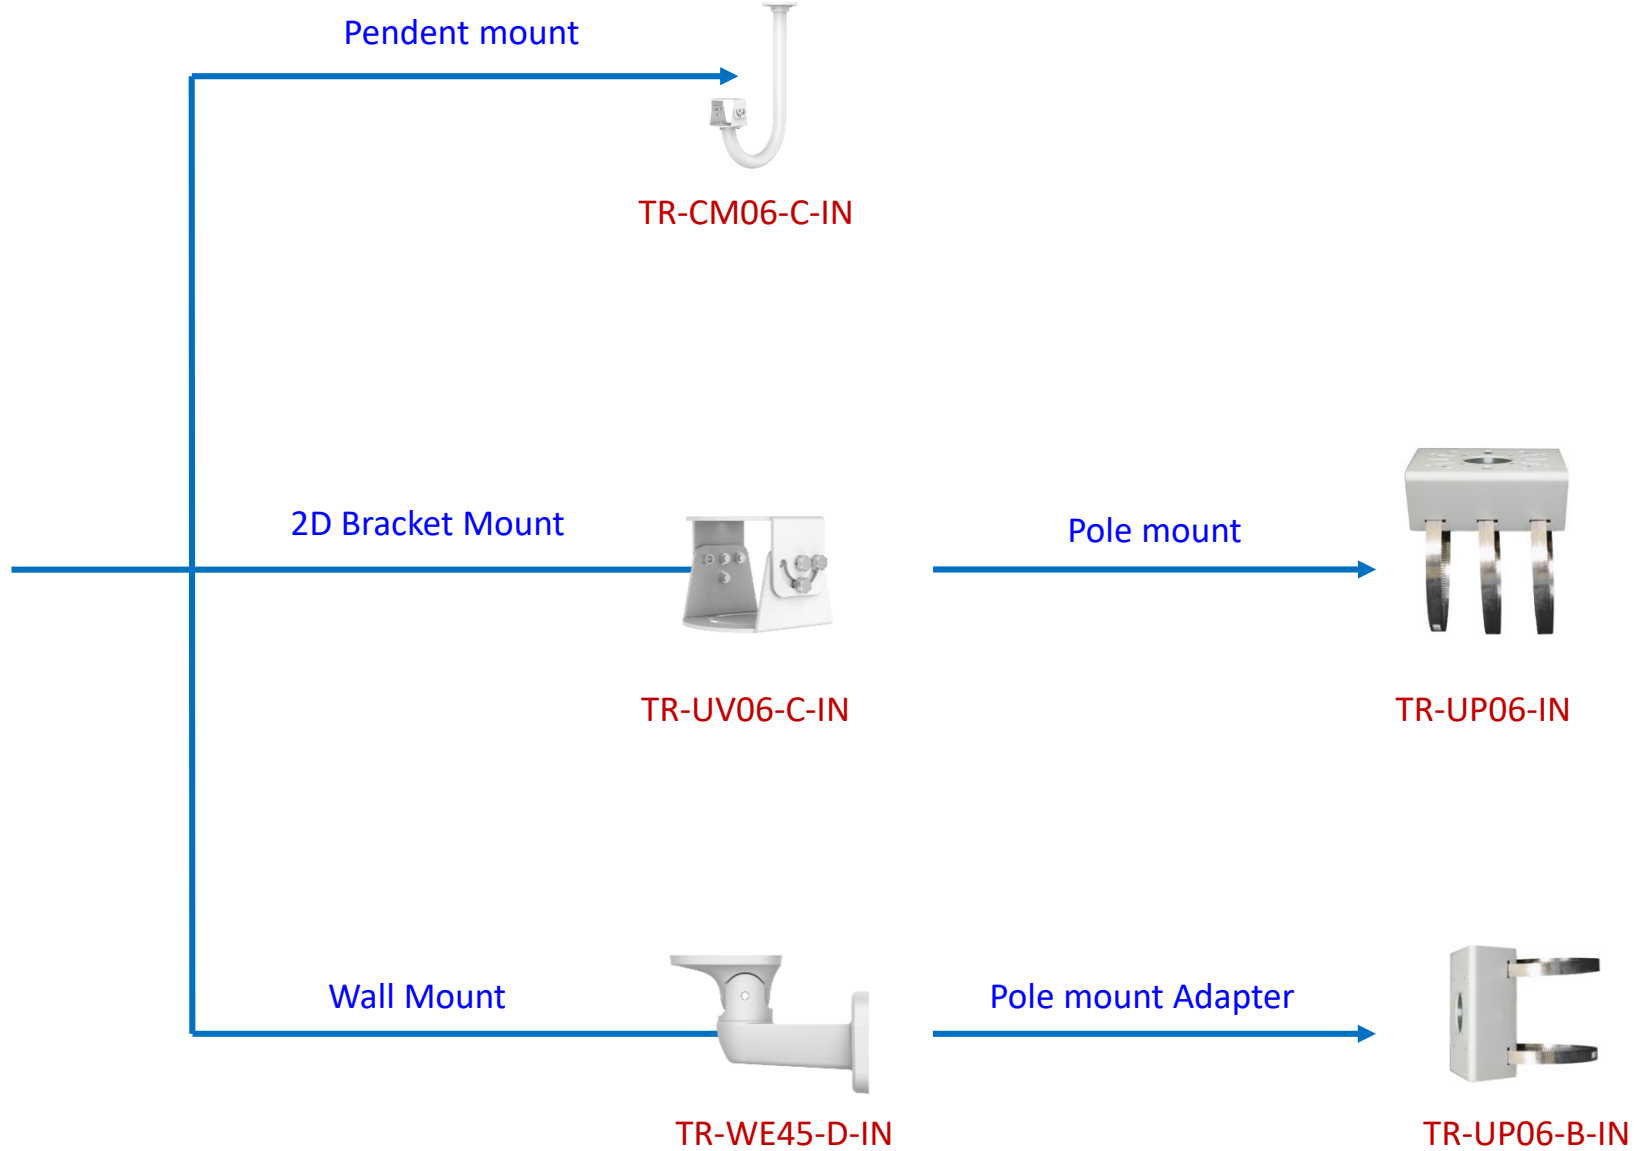 Pendent mount
TR-CM06-C-IN
2D Bracket Mount
Pole mount
TR-UV06-C-IN
TR-UP06-IN
Wall Mount
Pole mount Adapter
TR-WE45-D-IN
TR-UP06-B-IN